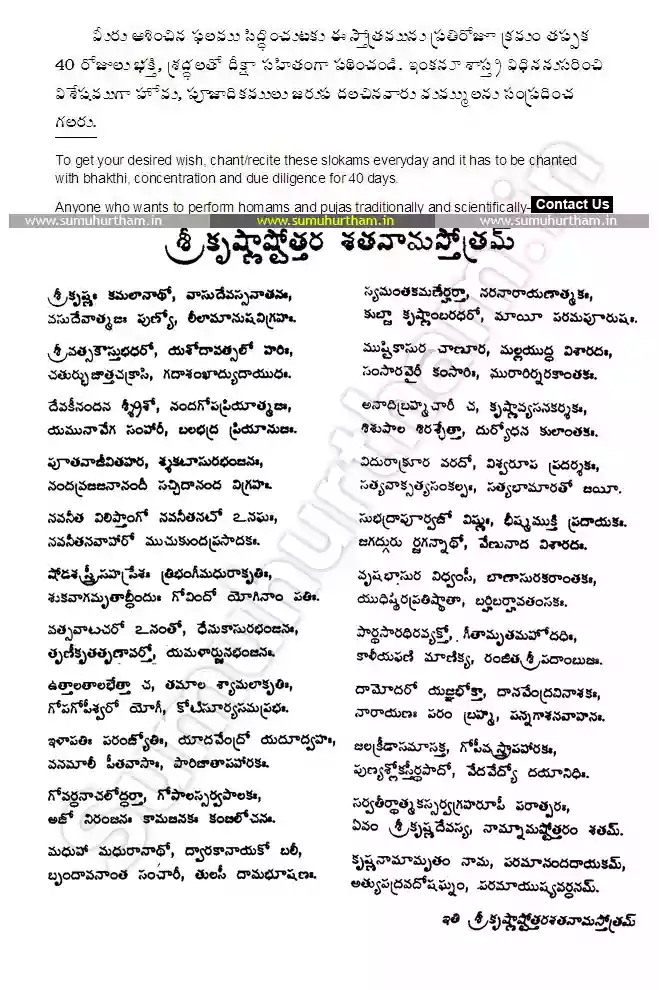 మీరు ఆశించిన ఫలము సిద్ధించుటకు ఈ స్తోత్రమును ప్రతిరోజూ క్రమం తప్పక
40 రోజులు భక్తి, శ్రద్ధలతో దీక్షా సహితంగా పఠించండి. ఇంకనూ శాస్త్ర విధిననుసరించి
విశేషముగా హోమ, పూజాదికములు జరుప దలచినవారు మమ్ములను సంప్రదించ
గలరు.
To get your desired wish, chant/recite these slokams everyday and it has to be chanted
with bhakthi, concentration and due diligence for 40 days.
Anyone who wants to perform homams and pujas traditionally and scientifically- Contact Us
www.sumuhurtham.in www.sumuhurtham.in www.sumuhurtham.in
శ్రీ కృష్ణాష్టోత్తర శతనామస్తోత్రమ్
శ్రీకృష్ణః కమలానాథో, వాసుదేవస్సనాతనః,
వసుదేవాత్మజః పుణ్యో, లీలామానుషవిగ్రహః.
శ్రీవత్సకౌస్తుభధరో, యశోదావత్సలో హరిః,
చతుర్భుజాత్తచక్రాసి, గదాశంఖాద్యుదాయుధః.
దేవకీనందన శ్శ్రీశో, నందగోపప్రియాత్మజః,
యమునావేగ సంహారీ, బలభద్ర ప్రియానుజః.
పూతనాజీవితహర, శ్శకటాసురభంజనః,
నందవ్రజజనానందీ సచ్చిదానంద విగ్రహః.
నవనీత విలిప్తాంగో నవనీతనటో ఽనఘః,
నవనీతనవాహారో ముచుకుందప్రసాదకః.
షోడశస్త్రీసహస్రేశః త్రిభంగీమధురాకృతిః,
శుకవాగమృతాబ్ధీందుః గోవిందో యోగినాం పతిః.
వత్సవాటచరో ఽనంతో, ధేనుకాసురభంజనః,
తృణీకృతతృణావర్తో, యమళార్జునభంజనః.
ఉత్తాలతాలభేత్తా చ, తమాల శ్యామలాకృతిః,
గోపగోపీశ్వరో యోగీ, కోటిసూర్యసమప్రభః.
ఇళాపతిః పరంజ్యోతిః, యాదవేంద్రో యదూద్వహః,
వనమాలీ పీతవాసాః, పారిజాతాపహారకః.
గోవర్ధనాచలోద్ధర్తా, గోపాలస్సర్వపాలకః,
అజో నిరంజనః కామజనకః కంజలోచనః.
మధుహా మధురానాథో, ద్వారకానాయకో బలీ,
బృందావనాంత సంచారీ, తులసీ దామభూషణః.
స్యమంతకమణేర్హర్తా, నరనారాయణాత్మకః,
కుబ్జా కృష్ణాంబరధరో, మాయీ పరమపూరుషః.
ముష్టికాసుర చాణూర, మల్లయుద్ధ విశారదః,
సంసారవైరీ కంసారిః, మురారిర్నరకాంతకః.
అనాదిబ్రహ్మచారీ చ, కృష్ణావ్యసనకర్శకః,
శిశుపాల శిరశ్ఛేత్తా, దుర్యోధన కులాంతకః.
విదురాక్రూర వరదో, విశ్వరూప ప్రదర్శకః,
సత్యవాక్సత్యసంకల్పః, సత్యభామారతో జయీ.
సుభద్రాపూర్వజో విష్ణుః, భీష్మముక్తి ప్రదాయకః,
జగద్గురు ర్జగన్నాథో, వేణునాద విశారదః.
వృషభాసుర విధ్వంసీ, బాణాసురకరాంతకః,
యుధిష్ఠిరప్రతిష్ఠాతా, బర్హిబర్హావతంసకః.
పార్థసారథిరవ్యక్తో, గీతామృతమహోదధిః,
కాళీయఫణి మాణిక్య, రంజిత శ్రీ పదాంబుజః.
దామోదరో యజ్ఞభోక్తా, దానవేంద్రవినాశకః,
నారాయణః పరం బ్రహ్మ, పన్నగాశనవాహనః.
జలక్రీడాసమాసక్త, గోపీవస్త్రాపహారకః,
పుణ్యశ్లోకస్తీర్థపాదో, వేదవేద్యో దయానిధిః.
సర్వతీర్థాత్మకస్సర్వగ్రహరూపీ పరాత్పరః,
ఏవం శ్రీ కృష్ణదేవస్య, నామ్నామష్టోత్తరం శతమ్.
కృష్ణనామామృతం నామ, పరమానందదాయకమ్,
అత్యుపద్రవదోషఘ్నం, పరమాయుష్యవర్ధనమ్.
ఇతి శ్రీ కృష్ణాష్టోత్తరశతనామస్తోత్రమ్
sumuhurtham.in